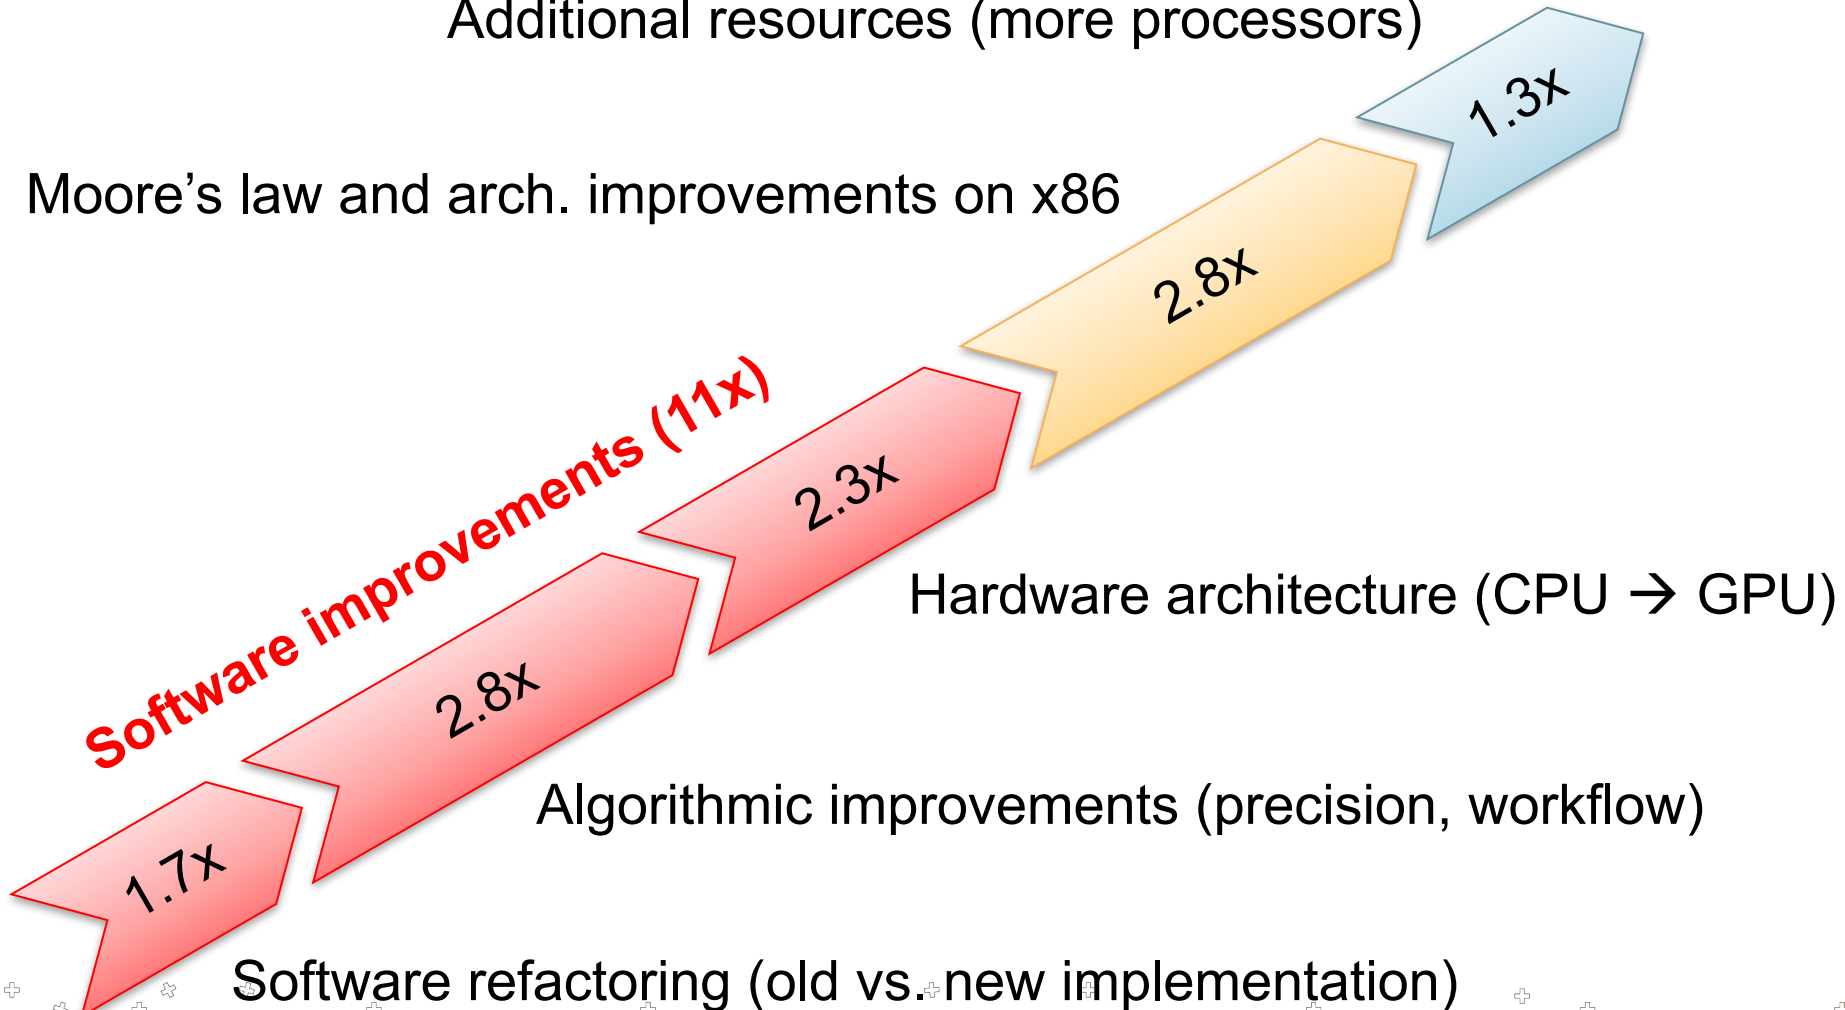 Additional resources (more processors)
1.3x
Moore’s law and arch. improvements on x86
2.8x
Software improvements (11x)
2.3x
Hardware architecture (CPU → GPU)
2.8x
Algorithmic improvements (precision, workflow)
1.7x
Software refactoring (old vs. new implementation)